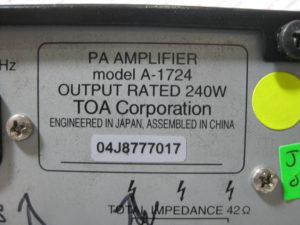 Hz
PA AMPLIFIER
model A-1724
OUTPUT RATED 240W
TOA Corporation
ENGINEERED IN JAPAN, ASSEMBLED IN CHINA
04J8777017
TOTAL IMPEDANCE 42Ω